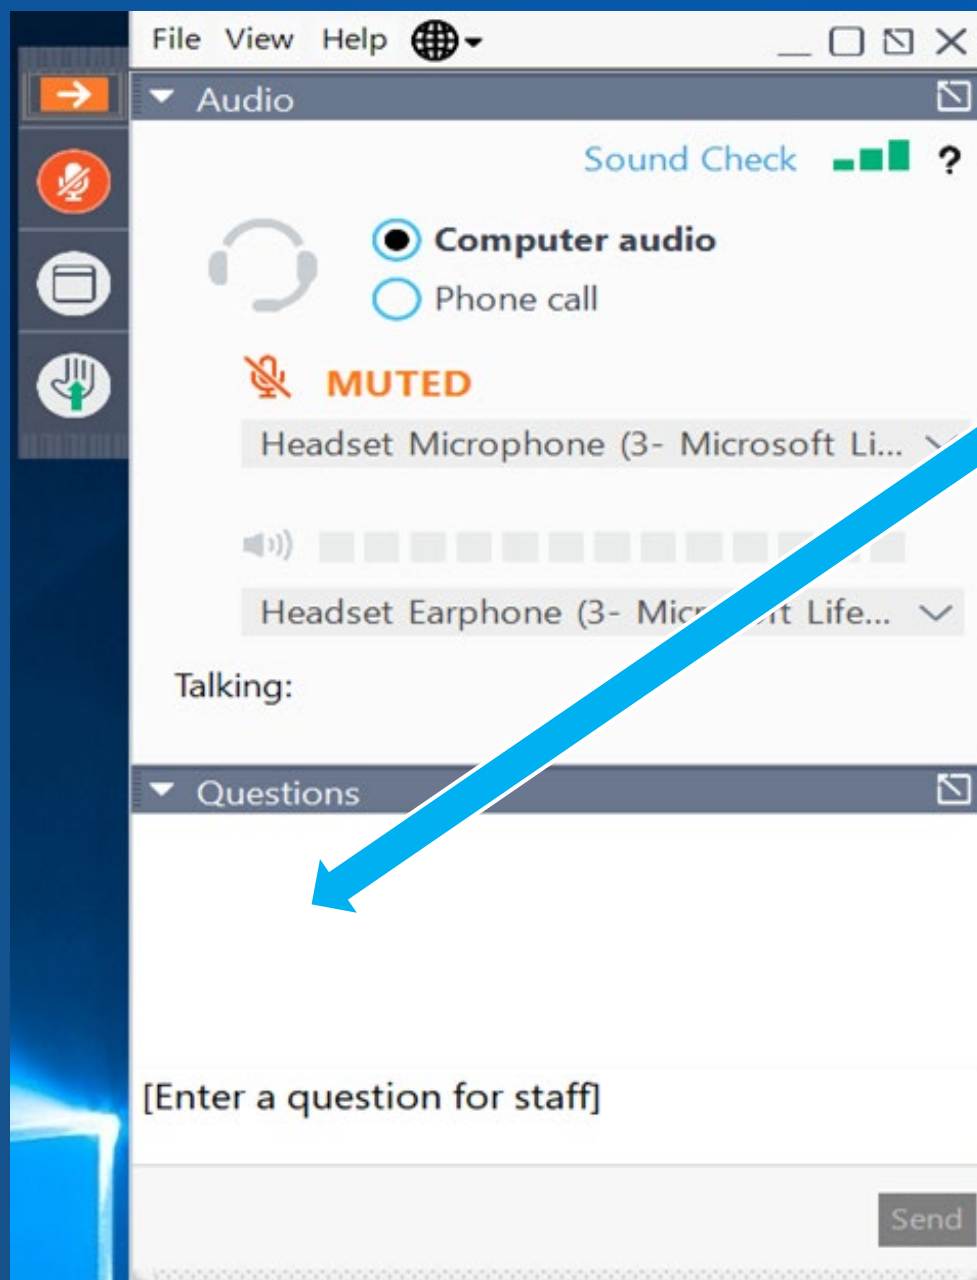 File View Help
Audio
Sound Check ?
Computer audio
Phone call
MUTED
Headset Microphone (3- Microsoft Li...
Headset Earphone (3- Life...
Talking:
Questions
[Enter a question for staff]
Send